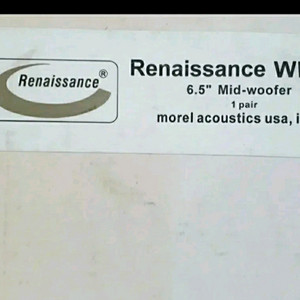 Renaissance®
Renaissance
6.5" Mid-woofer
1 pair
morel acoustics usa,